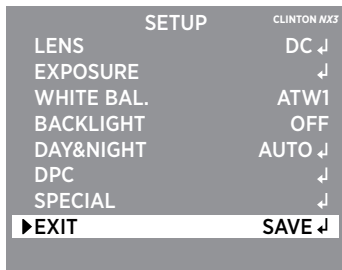 SETUP CLINTON NX3
LENS DC ↲
EXPOSURE ↲
WHITE BAL. ATW1
BACKLIGHT OFF
DAY&NIGHT AUTO ↲
DPC ↲
SPECIAL ↲
▶EXIT SAVE ↲